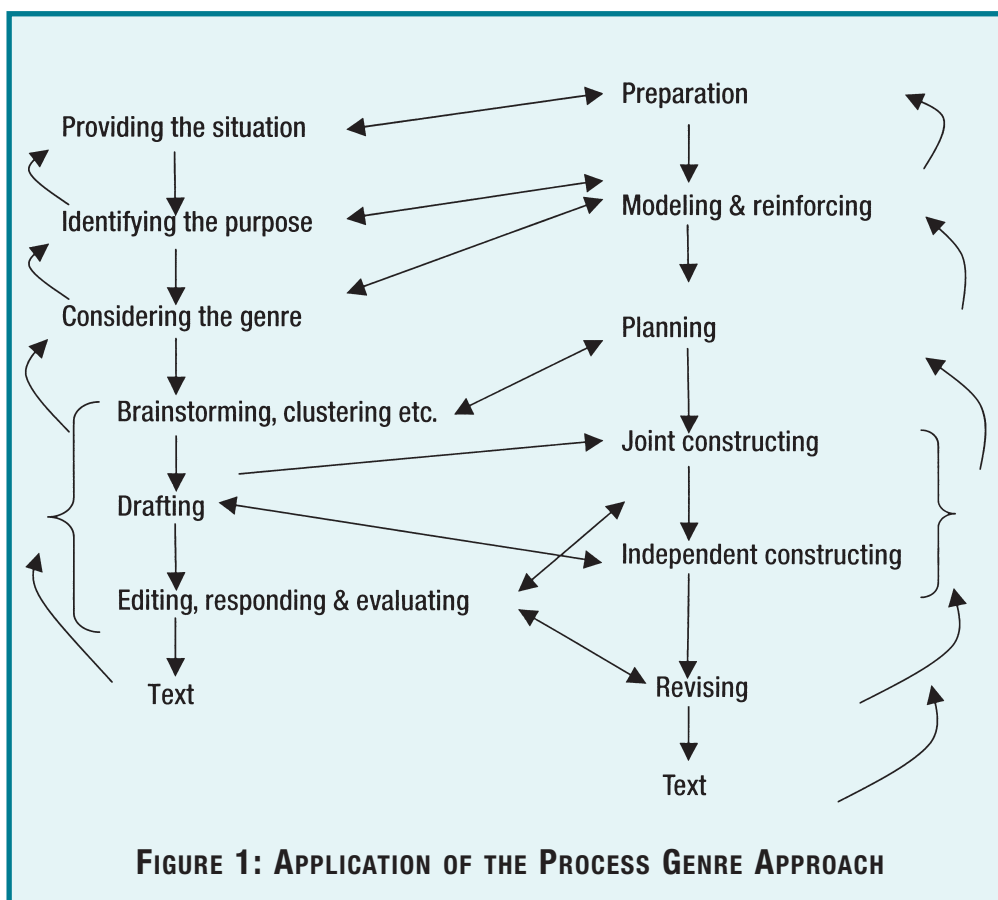 Providing the situation
Identifying the purpose
Considering the genre
Brainstorming, clustering etc.
Drafting
Editing, responding & evaluating
Text
Preparation
Modeling & reinforcing
Planning
Joint constructing
Independent constructing
Revising
Text
FIGURE 1: APPLICATION OF THE PROCESS GENRE APPROACH